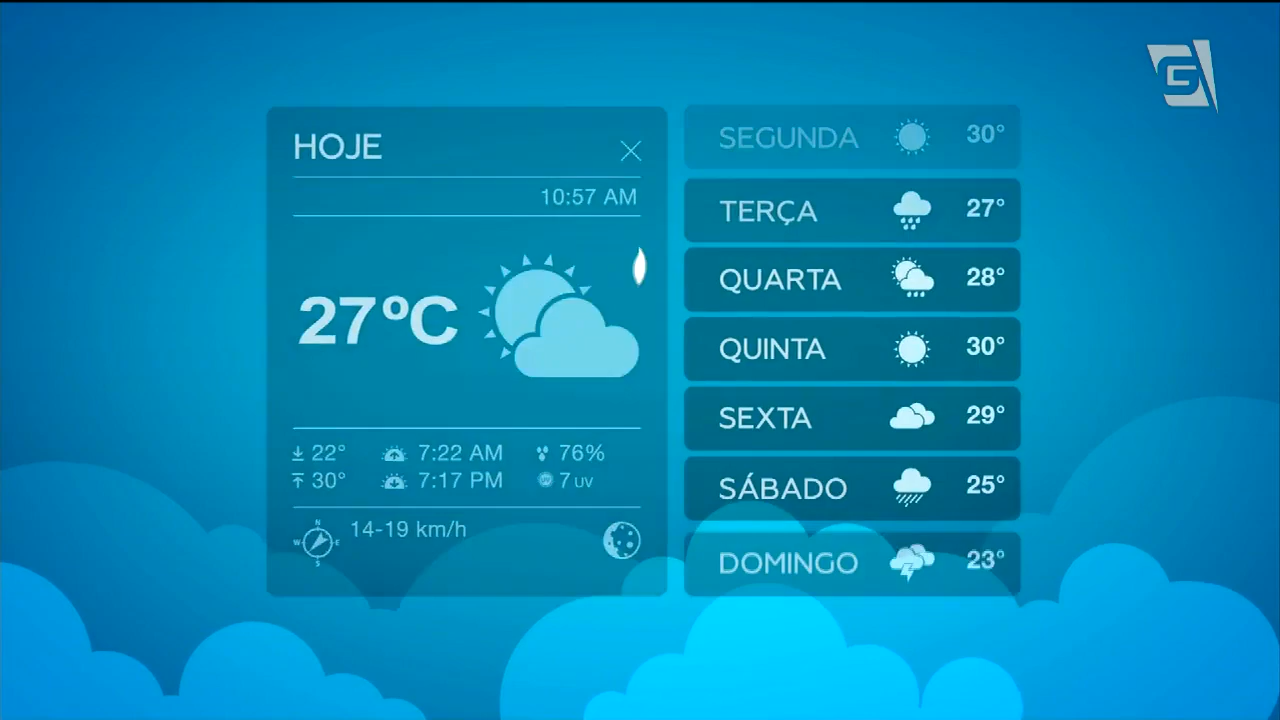 HOJE
10:57 AM
27ºC
22° 7:22 AM 76%
30° 7:17 PM 7 UV
N
W E
S
14-19 km/h
SEGUNDA 30°
TERÇA 27°
QUARTA 28°
QUINTA 30°
SEXTA 29°
SÁBADO 25°
DOMINGO 23°
G